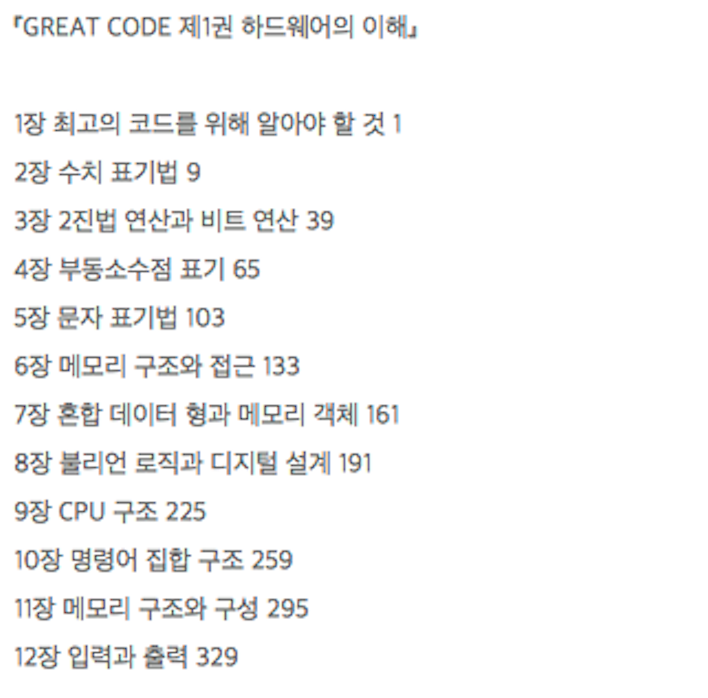 『GREAT CODE 제1권 하드웨어의 이해』
1장 최고의 코드를 위해 알아야 할 것 1
2장 수치 표기법 9
3장 2진법 연산과 비트 연산 39
4장 부동소수점 표기 65
5장 문자 표기법 103
6장 메모리 구조와 접근 133
7장 혼합 데이터 형과 메모리 객체 161
8장 불리언 로직과 디지털 설계 191
9장 CPU 구조 225
10장 명령어 집합 구조 259
11장 메모리 구조와 구성 295
12장 입력과 출력 329